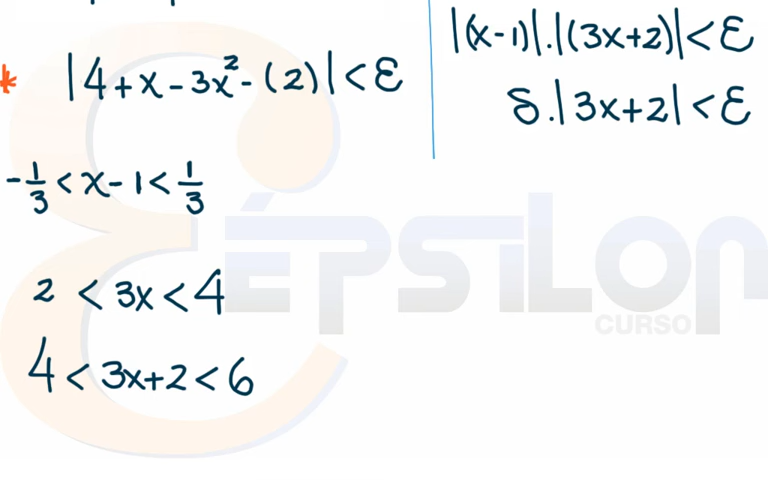 * |4+x-3x²-(2)|<ε
-1/3<x-1<1/3
2<3x<4
4<3x+2<6
|(x-1)|.|(3x+2)|<ε
δ.|3x+2|<ε
ÉPSILON
CURSO